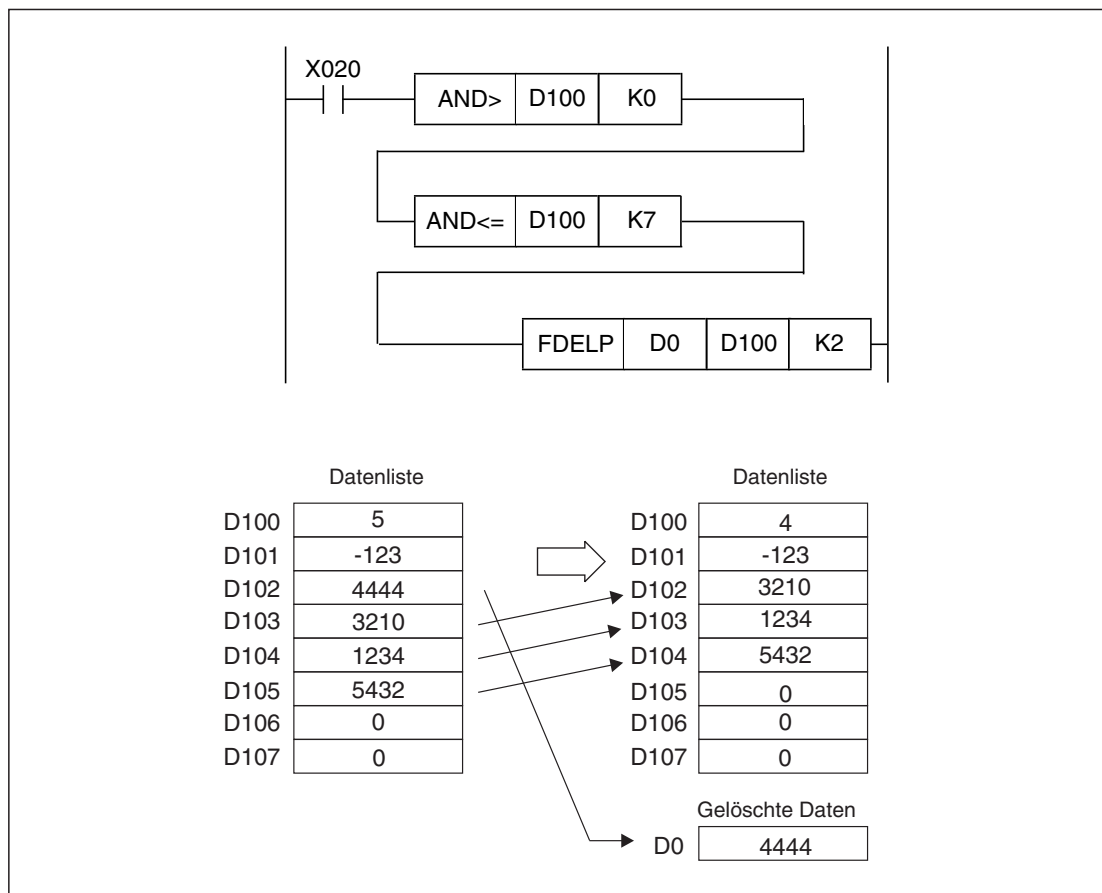 X020
AND> D100 K0
AND<= D100 K7
FDELP D0 D100 K2
Datenliste Datenliste
D100 5 D100 4
D101 -123 D101 -123
D102 4444 D102 3210
D103 3210 D103 1234
D104 1234 D104 5432
D105 5432 D105 0
D106 0 D106 0
D107 0 D107 0
Gelöschte Daten
D0 4444